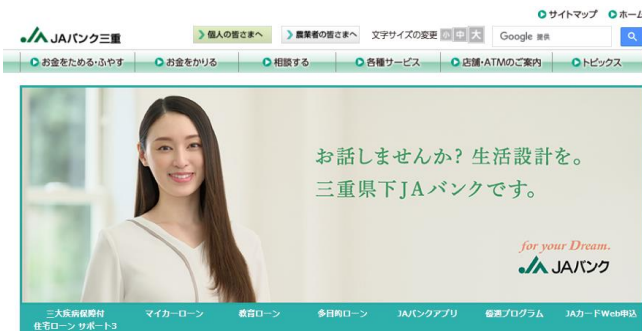 サイトマップ ホーム
JAバンク三重 個人の皆さまへ 農業者の皆さまへ 文字サイズの変更 小 中 大 Google 提供
お金をためる・ふやす お金をかりる 相談する 各種サービス 店舗・ATMのご案内 トピックス
お話しませんか? 生活設計を。
三重県下JAバンクです。
for your Dream.
JAバンク
三大疾病保障付 マイカーローン 教育ローン 多目的ローン JAバンクアプリ 優遇プログラム JAカードWeb申込
住宅ローン サポート3